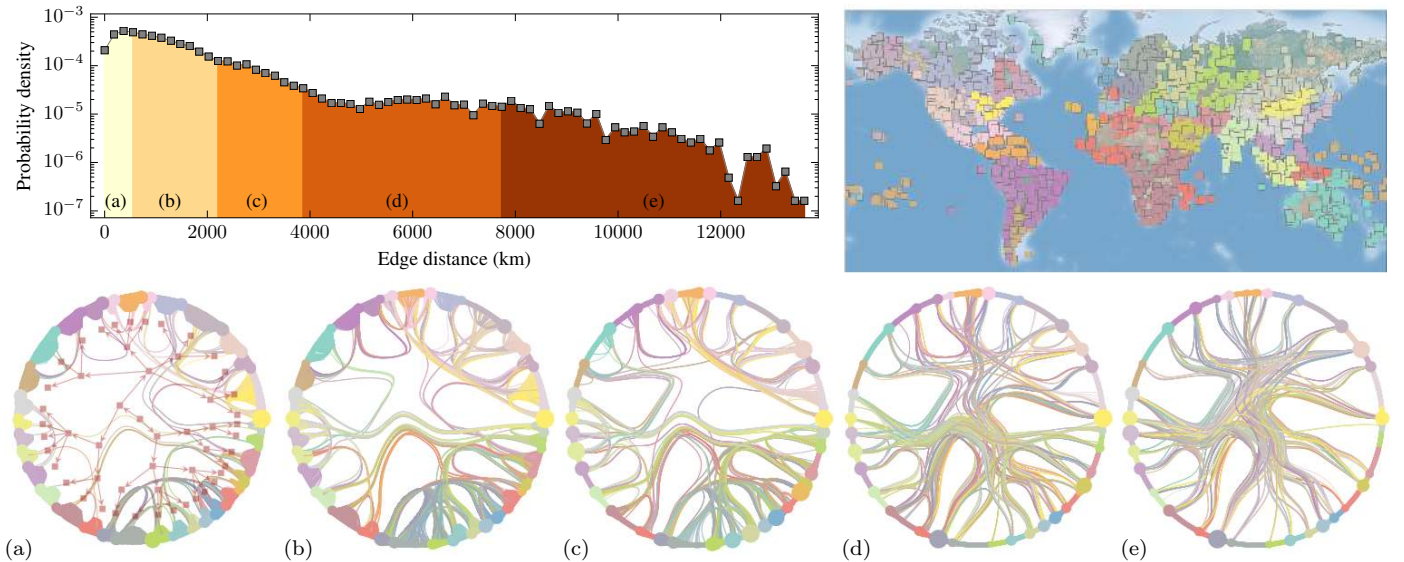 10−3
10−4
10−5
10−6
10−7
Probability density
(a) (b) (c) (d) (e)
0 2000 4000 6000 8000 10000 12000
Edge distance (km)
(a) (b) (c) (d) (e)